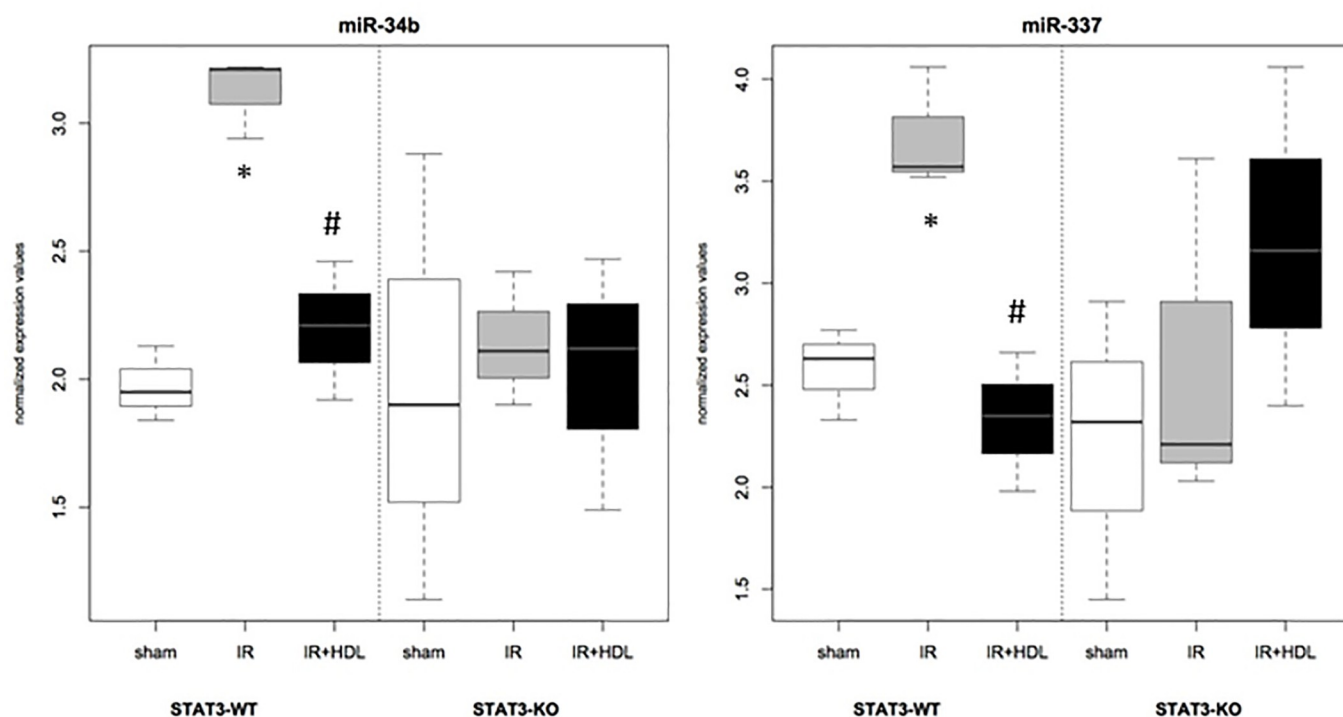 miR-34b
normalized expression values
3.0
2.5
2.0
1.5
*
#
sham IR IR+HDL sham IR IR+HDL
STAT3-WT STAT3-KO
miR-337
normalized expression values
4.0
3.5
3.0
2.5
2.0
1.5
*
#
sham IR IR+HDL sham IR IR+HDL
STAT3-WT STAT3-KO